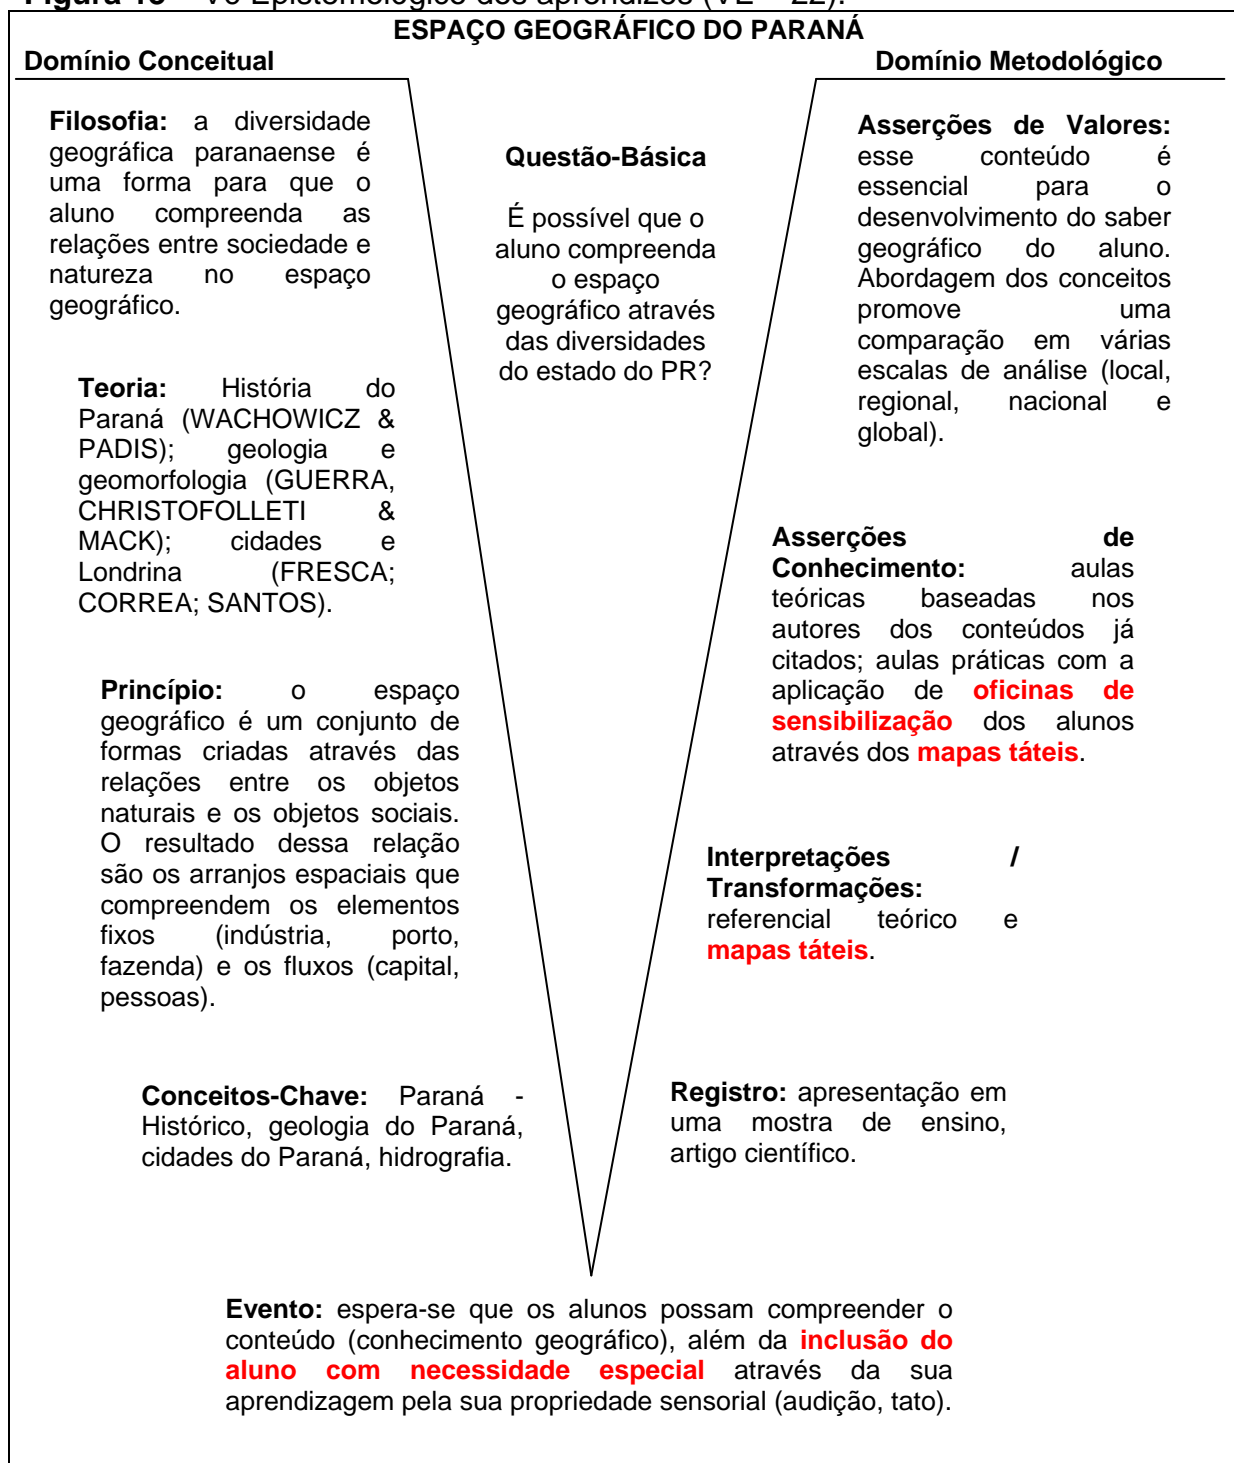 Figura 15 – Vê Epistemológico dos aprendizes (VE – 22).
ESPAÇO GEOGRÁFICO DO PARANÁ
Domínio Conceitual
Filosofia: a diversidade
geográfica paranaense é
uma forma para que o
aluno compreenda as
relações entre sociedade e
natureza no espaço
geográfico.
Teoria: História do
Paraná (WACHOWICZ &
PADIS); geologia e
geomorfologia (GUERRA,
CHRISTOFOLLETI &
MACK); cidades e
Londrina (FRESCA;
CORREA; SANTOS).
Princípio: o espaço
geográfico é um conjunto de
formas criadas através das
relações entre os objetos
naturais e os objetos sociais.
O resultado dessa relação
são os arranjos espaciais que
compreendem os elementos
fixos (indústria, porto,
fazenda) e os fluxos (capital,
pessoas).
Conceitos-Chave: Paraná -
Histórico, geologia do Paraná,
cidades do Paraná, hidrografia.
Questão-Básica
É possível que o
aluno compreenda
o espaço
geográfico através
das diversidades
do estado do PR?
Domínio Metodológico
Asserções de Valores:
esse conteúdo é
essencial para o
desenvolvimento do saber
geográfico do aluno.
Abordagem dos conceitos
promove uma
comparação em várias
escalas de análise (local,
regional, nacional e
global).
Asserções de
Conhecimento: aulas
teóricas baseadas nos
autores dos conteúdos já
citados; aulas práticas com a
aplicação de oficinas de
sensibilização dos alunos
através dos mapas táteis.
Interpretações /
Transformações:
referencial teórico e
mapas táteis.
Registro: apresentação em
uma mostra de ensino,
artigo científico.
Evento: espera-se que os alunos possam compreender o
conteúdo (conhecimento geográfico), além da inclusão do
aluno com necessidade especial através da sua
aprendizagem pela sua propriedade sensorial (audição, tato).